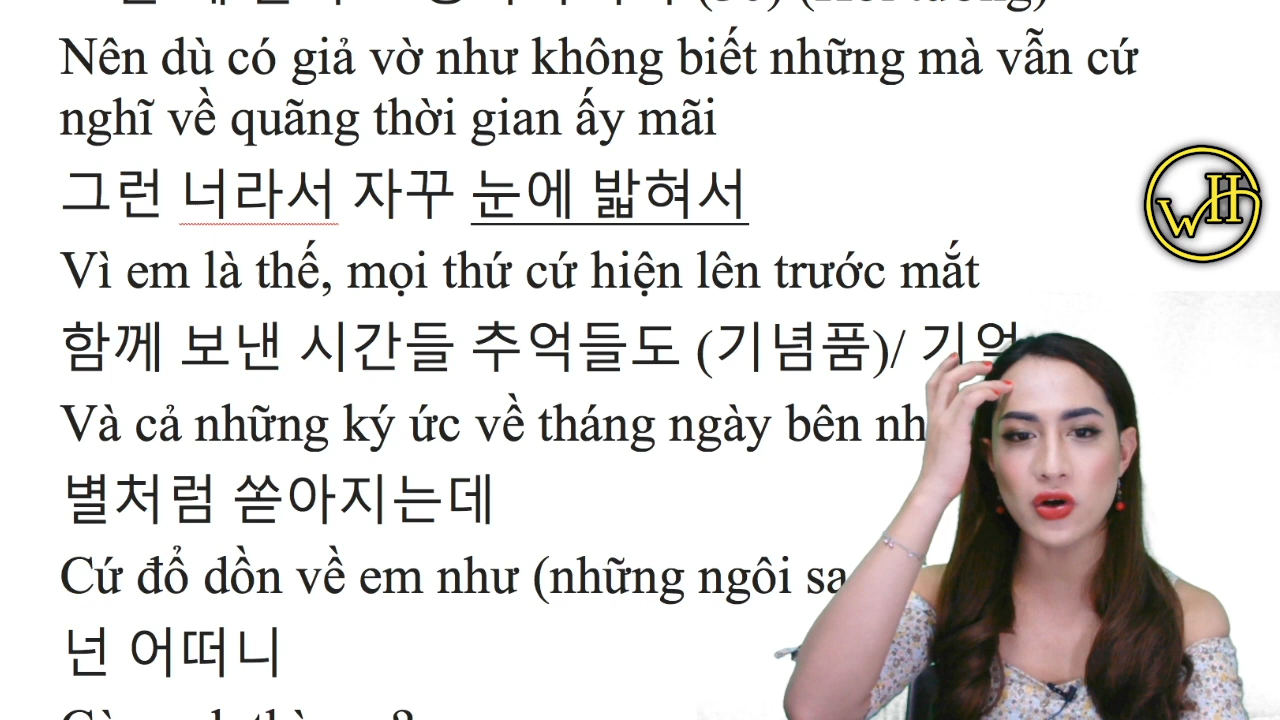 Nên dù có giả vờ như không biết những mà vẫn cứ
nghĩ về quãng thời gian ấy mãi
그런 너라서 자꾸 눈에 밟혀서
Vì em là thế, mọi thứ cứ hiện lên trước mắt
함께 보낸 시간들 추억들도 (기념품)/ 기억
Và cả những ký ức về tháng ngày bên
별처럼 쏟아지는데
Cứ đổ dồn về em như (những ngôi
넌 어떠니
WH